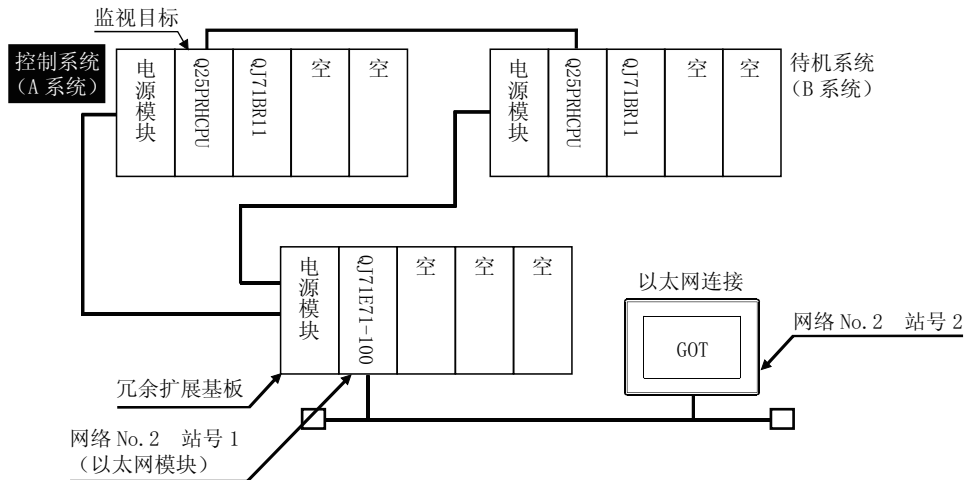 监视目标
控制系统
（A 系统）
电源模块
Q25PRHCPU
QJ71BR11
空
空
电源模块
Q25PRHCPU
QJ71BR11
空
空
待机系统
（B 系统）
电源模块
QJ71E71-100
空
空
空
以太网连接
GOT
网络 No.2 站号 2
冗余扩展基板
网络 No.2 站号 1
（以太网模块）